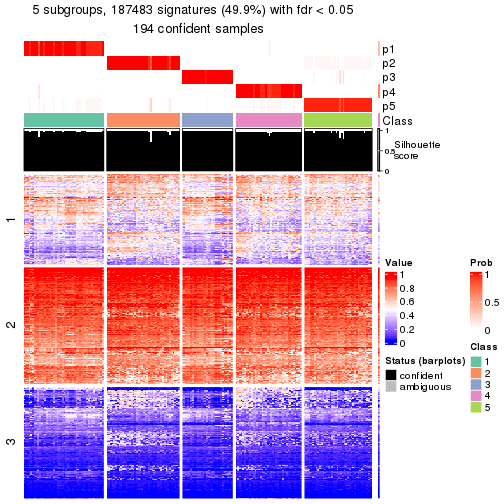 5 subgroups, 187483 signatures (49.9%) with fdr < 0.05
194 confident samples
p1
p2
p3
p4
p5
Class
1
0.5
0
Silhouette
score
1
2
3
Value
1
0.8
0.6
0.4
0.2
0
Status (barplots)
confident
ambiguous
Prob
1
0.5
0
Class
1
2
3
4
5